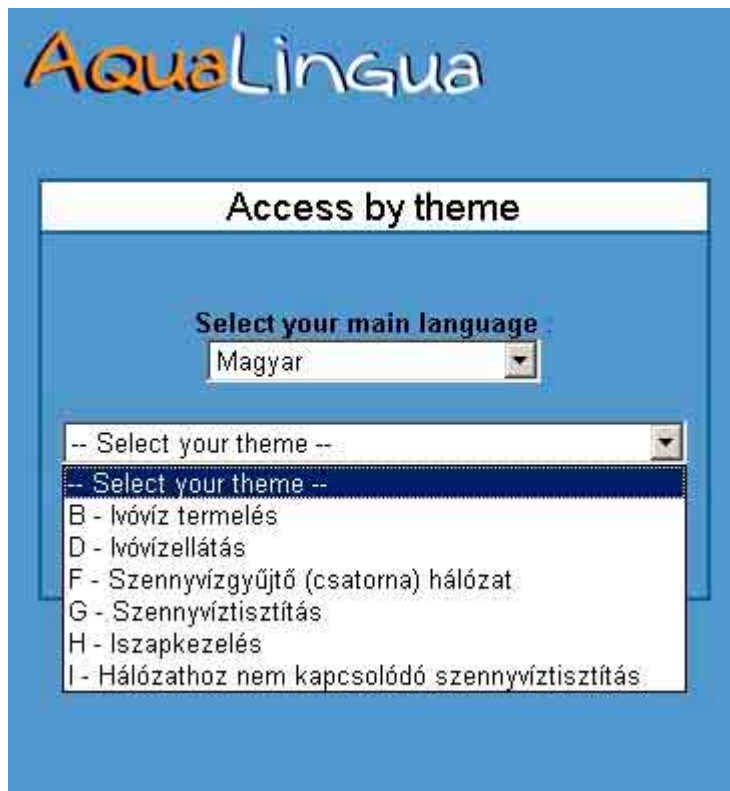 AquaLingua
Access by theme
Select your main language :
Magyar
-- Select your theme --
-- Select your theme --
B - Ivóvíz termelés
D - Ivóvízellátás
F - Szennyvízgyűjtő (csatorna) hálózat
G - Szennyvíztisztítás
H - Iszapkezelés
I - Hálózathoz nem kapcsolódó szennyvíztisztítás